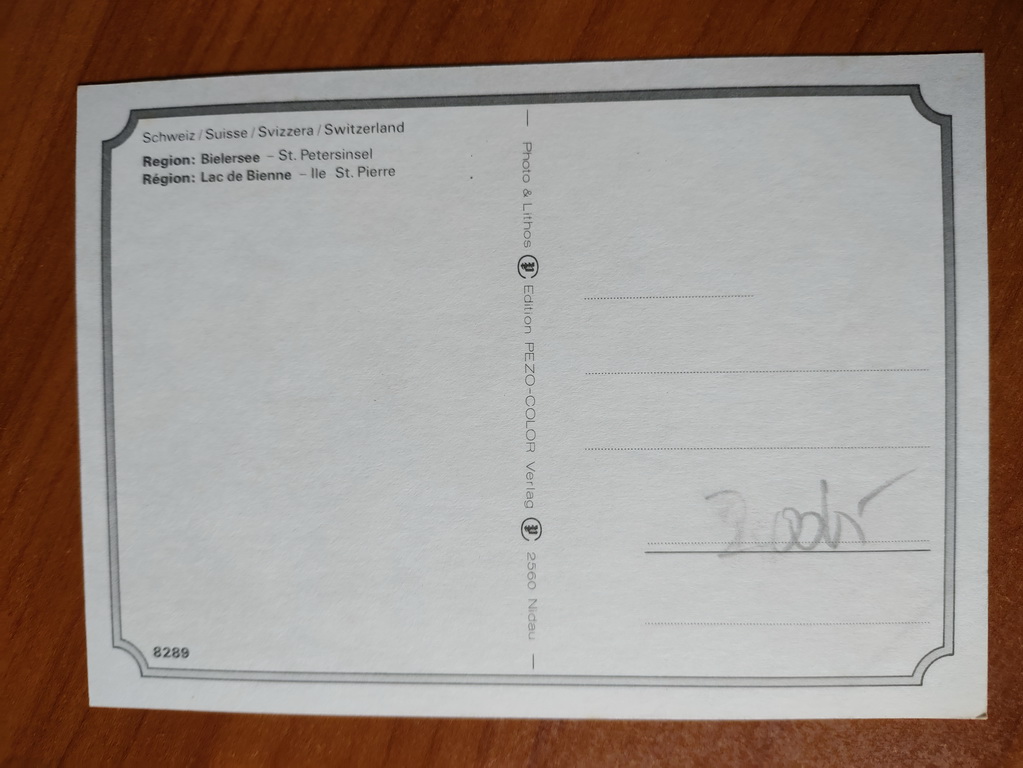 Schweiz / Suisse / Svizzera / Switzerland
Region: Bielersee – St. Petersinsel
Région: Lac de Bienne – Ile St. Pierre
Photo & Lithos Edition PEZO-COLOR Verlag 2560 Nidau
8289